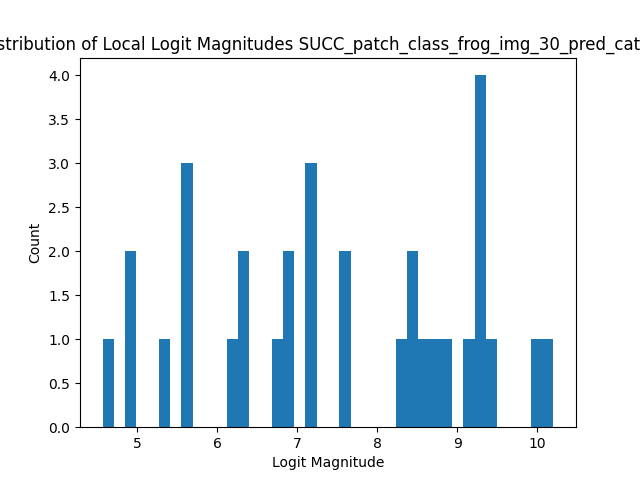 stribution of Local Logit Magnitudes SUCC_patch_class_frog_img_30_pred_cat
4.0
3.5
3.0
2.5
2.0
1.5
1.0
0.5
0.0
Count
5 6 7 8 9 10
Logit Magnitude